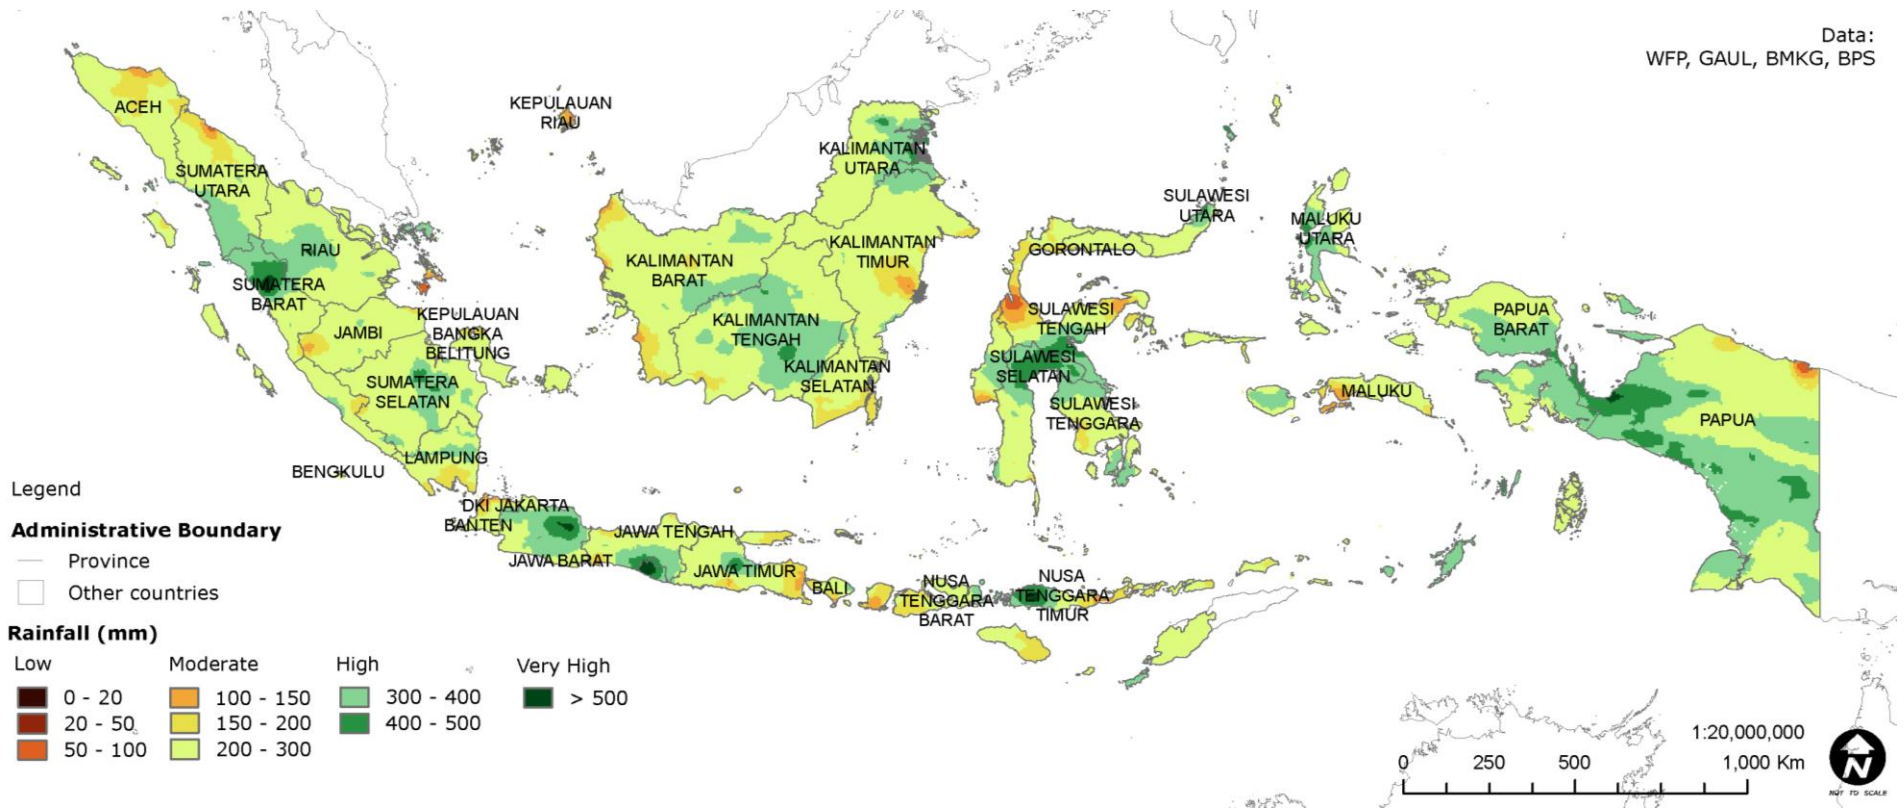 Data:
WFP, GAUL, BMKG, BPS
ACEH
KEPULAUAN
RIAU
SUMATERA
UTARA
KALIMANTAN
UTARA
SULAWESI
UTARA
MALUKU
UTARA
RIAU
KALIMANTAN
BARAT
KALIMANTAN
TIMUR
GORONTALO
SUMATERA
BARAT
JAMBI
KEPULAUAN
BANGKA
BELITUNG
KALIMANTAN
TENGAH
SULAWESI
TENGAH
PAPUA
BARAT
SUMATERA
SELATAN
KALIMANTAN
SELATAN
SULAWESI
SELATAN
MALUKU
SULAWESI
TENGGARA
PAPUA
LAMPUNG
BENGKULU
DKI JAKARTA
BANTEN
JAWA TENGAH
JAWA BARAT
JAWA TIMUR
BALI
NUSA
TENGGARA
BARAT
NUSA
TENGGARA
TIMUR
Legend
Administrative Boundary
Province
Other countries
Rainfall (mm)
Low
0 - 20
20 - 50
50 - 100
Moderate
100 - 150
150 - 200
200 - 300
High
300 - 400
400 - 500
Very High
> 500
1:20,000,000
0 250 500 1,000 Km
N
NOT TO SCALE